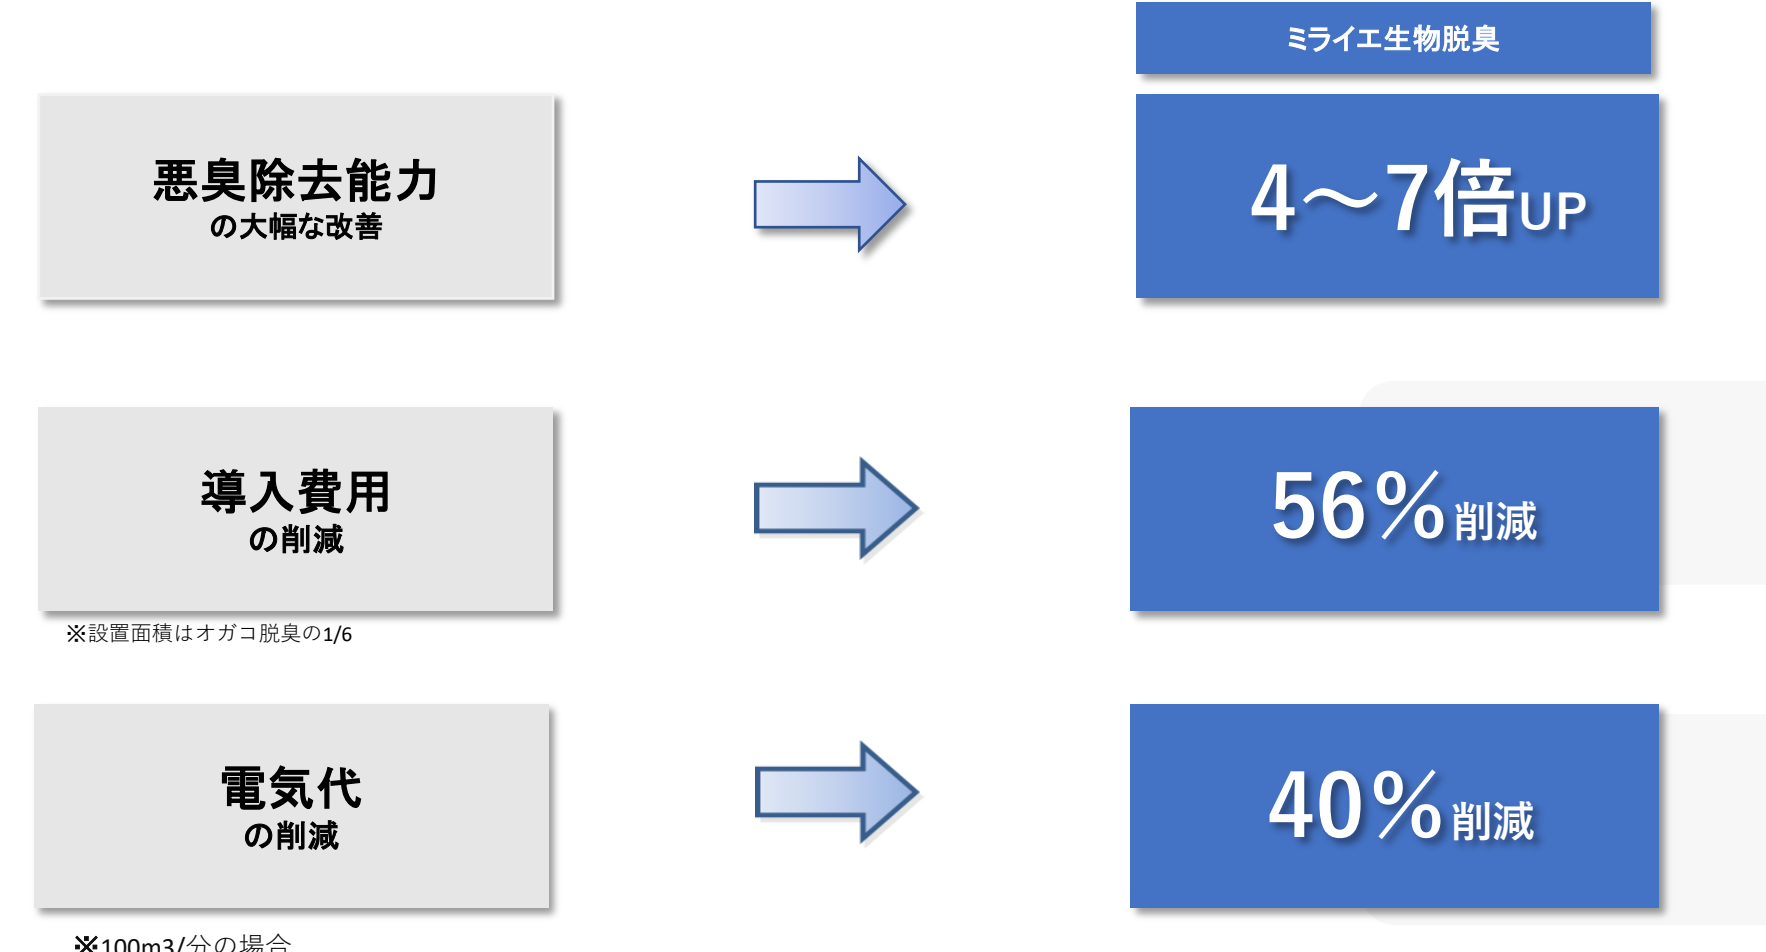 ミライエ生物脱臭
悪臭除去能力
の大幅な改善
4～7倍UP
導入費用
の削減
56％削減
※設置面積はオガコ脱臭の1/6
電気代
の削減
40％削減
※100m3/分の場合